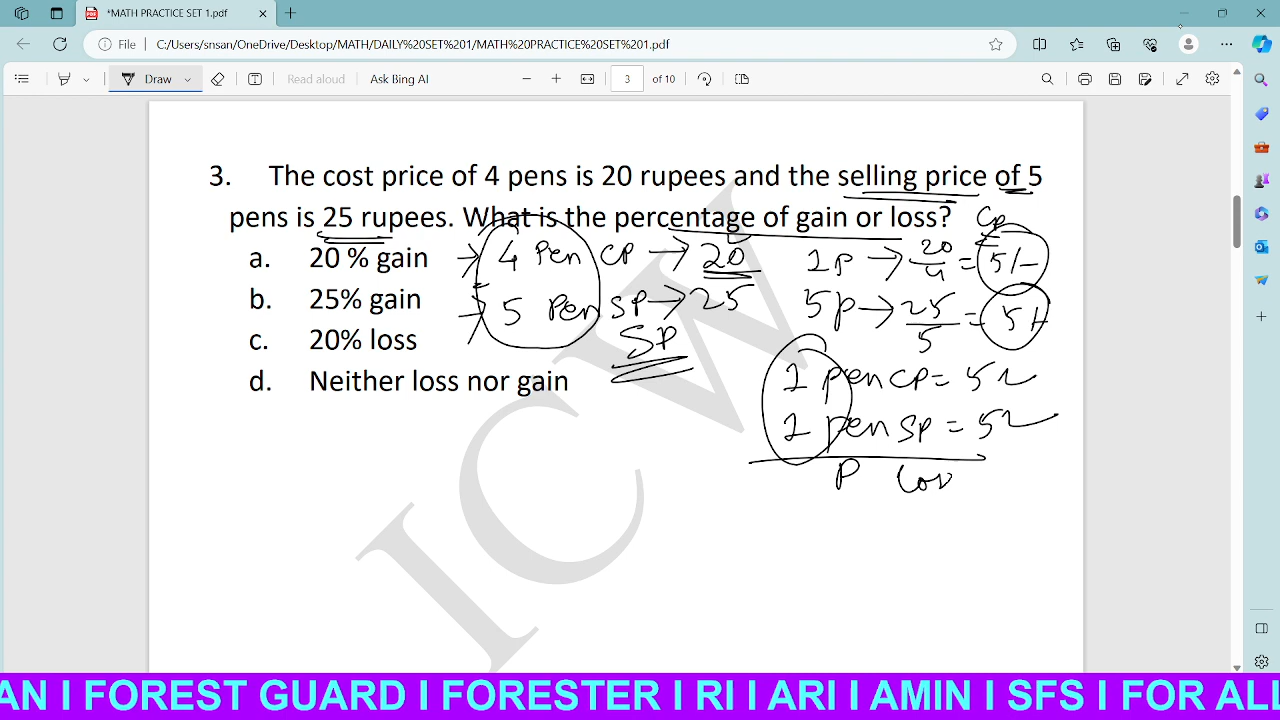 *MATH PRACTICE SET 1.pdf
File C:/Users/snsan/OneDrive/Desktop/MATH/DAILY%20SET%201/MATH%20PRACTICE%20SET%201.pdf
Draw Read aloud Ask Bing AI 3 of 10
3. The cost price of 4 pens is 20 rupees and the selling price of 5
pens is 25 rupees. What is the percentage of gain or loss?
a. 20 % gain
b. 25% gain
c. 20% loss
d. Neither loss nor gain
4 Pen CP → 20
5 Pen SP → 25
SP
CP
1P → 20/4 = 5/-
5P → 25/5 = 5/-
1 pen CP = 5
1 pen SP = 5
P
ICW
AN I FOREST GUARD I FORESTER I RI I ARI I AMIN I SFS I FOR ALL